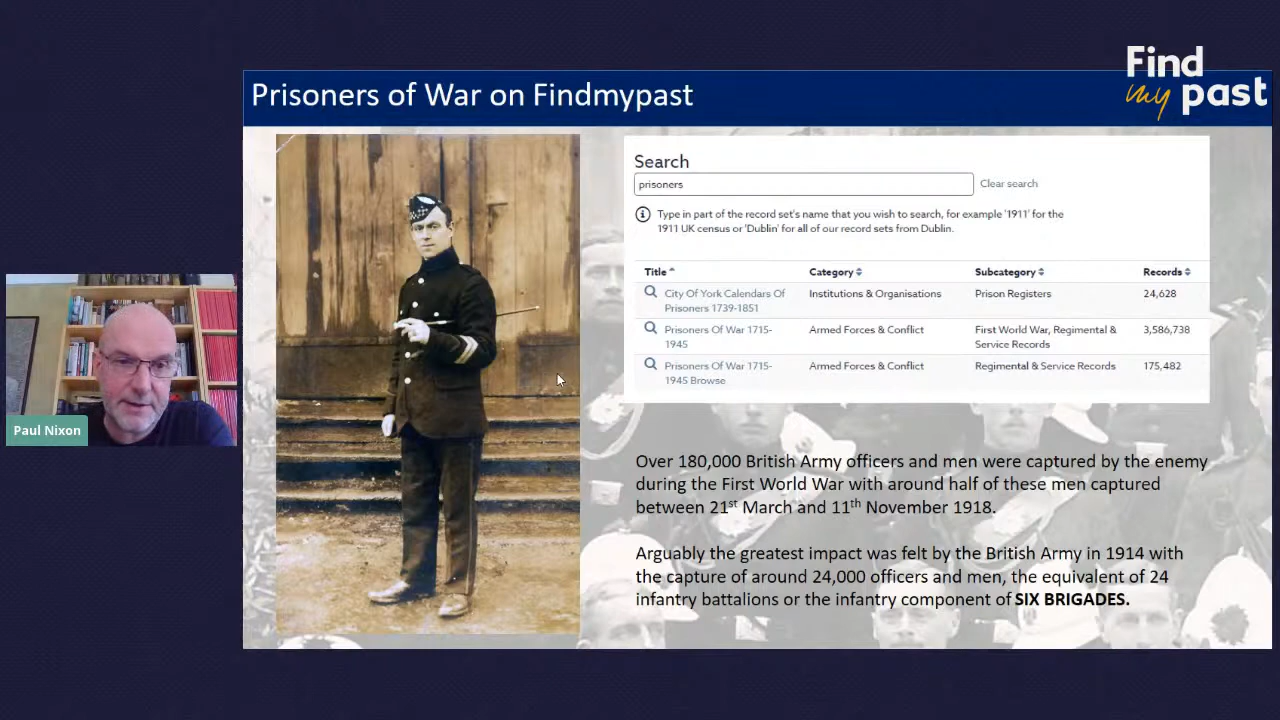 Find
my past
Prisoners of War on Findmypast
Search
prisoners
Clear search
Type in part of the record set's name that you wish to search, for example '1911' for the
1911 UK census or 'Dublin' for all of our record sets from Dublin.
Title Category Subcategory Records
City Of York Calendars Of Institutions & Organisations Prison Registers 24,628
Prisoners 1739-1851
Prisoners Of War 1715- Armed Forces & Conflict First World War, Regimental & 3,586,738
1945 Service Records
Prisoners Of War 1715- Armed Forces & Conflict Regimental & Service Records 175,482
1945 Browse
Paul Nixon
Over 180,000 British Army officers and men were captured by the enemy
during the First World War with around half of these men captured
between 21st March and 11th November 1918.
Arguably the greatest impact was felt by the British Army in 1914 with
the capture of around 24,000 officers and men, the equivalent of 24
infantry battalions or the infantry component of SIX BRIGADES.